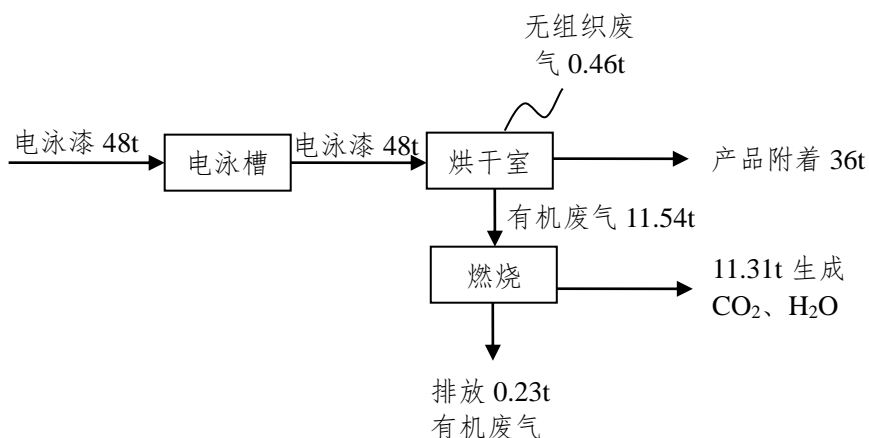 无组织废
气 0.46t
电泳漆 48t
电泳槽
电泳漆 48t
烘干室
产品附着 36t
有机废气 11.54t
燃烧
11.31t 生成
CO₂、H₂O
排放 0.23t
有机废气